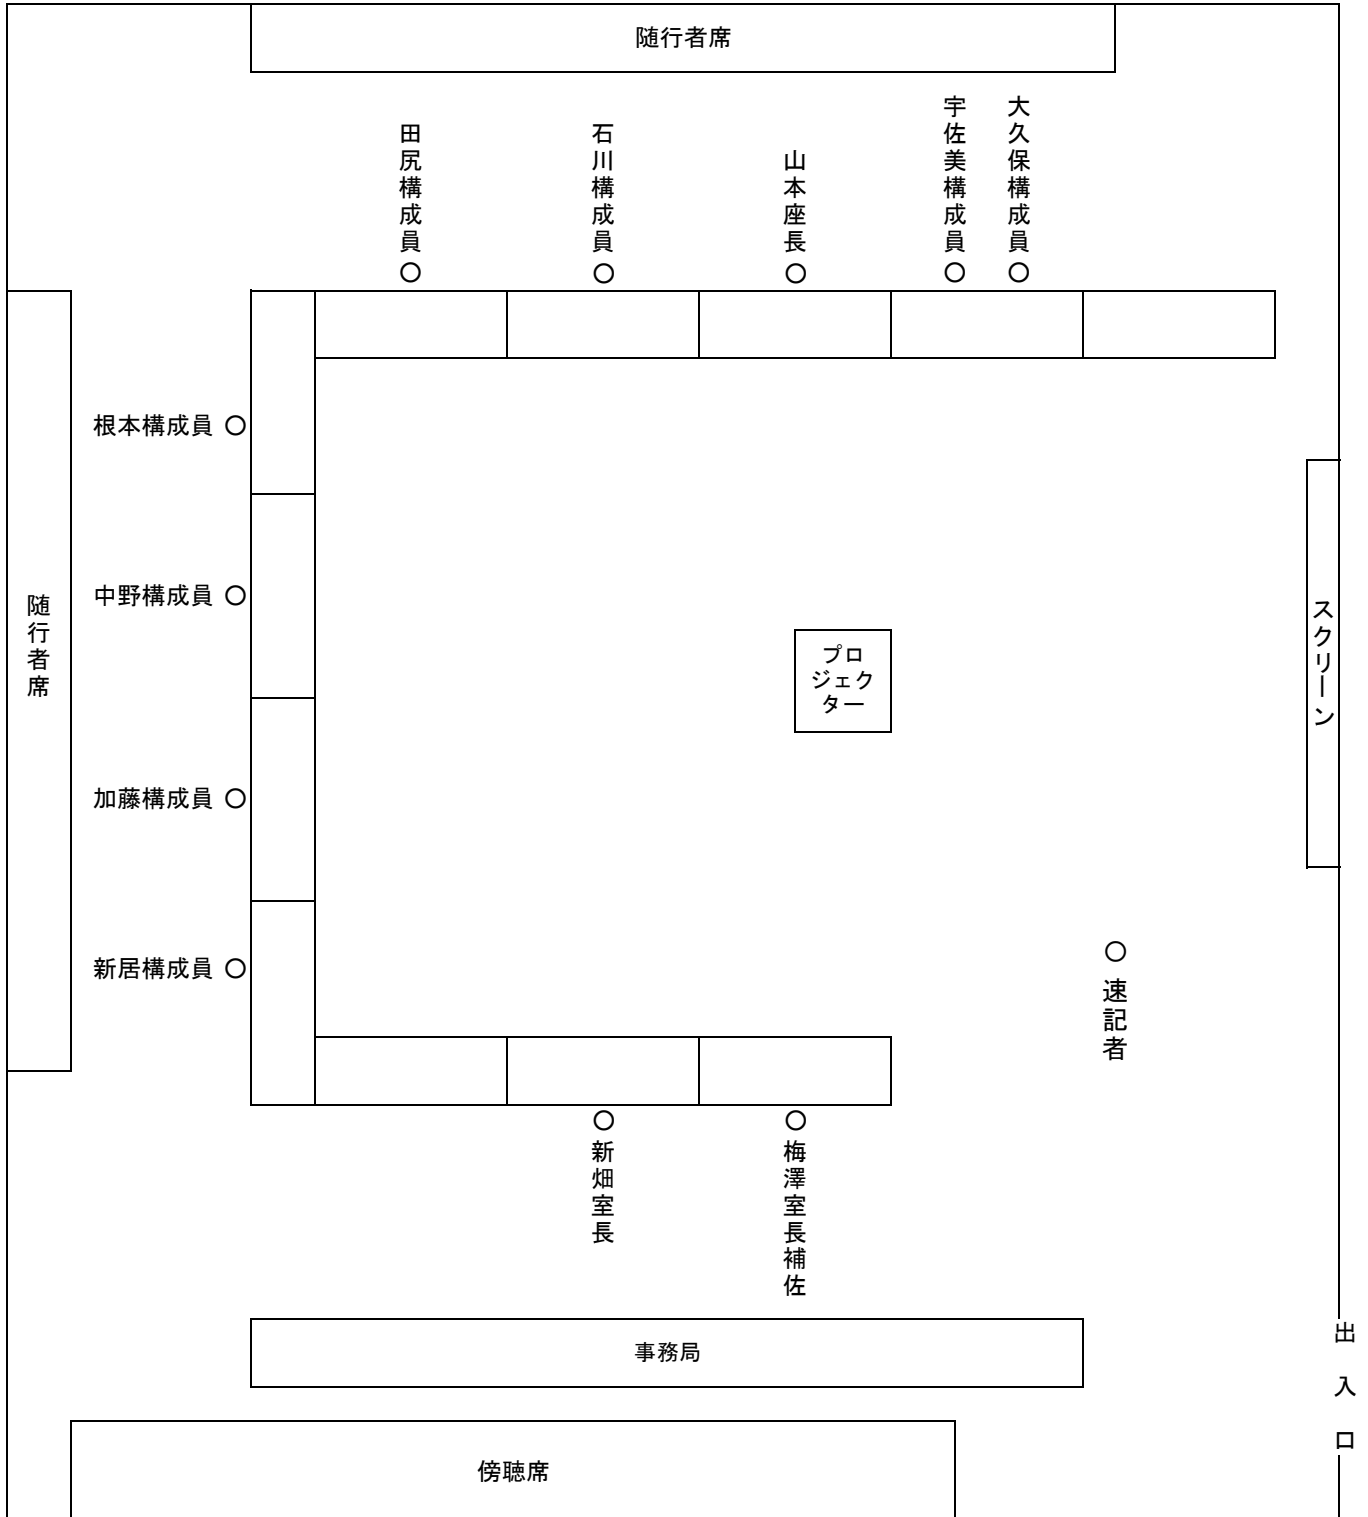 随行者席
田尻構成員
石川構成員
山本座長
宇佐美構成員
大久保構成員
根本構成員
中野構成員
加藤構成員
新居構成員
随行者席
プロ
ジェク
ター
スクリーン
速記者
新畑室長
梅澤室長補佐
事務局
出入口
傍聴席